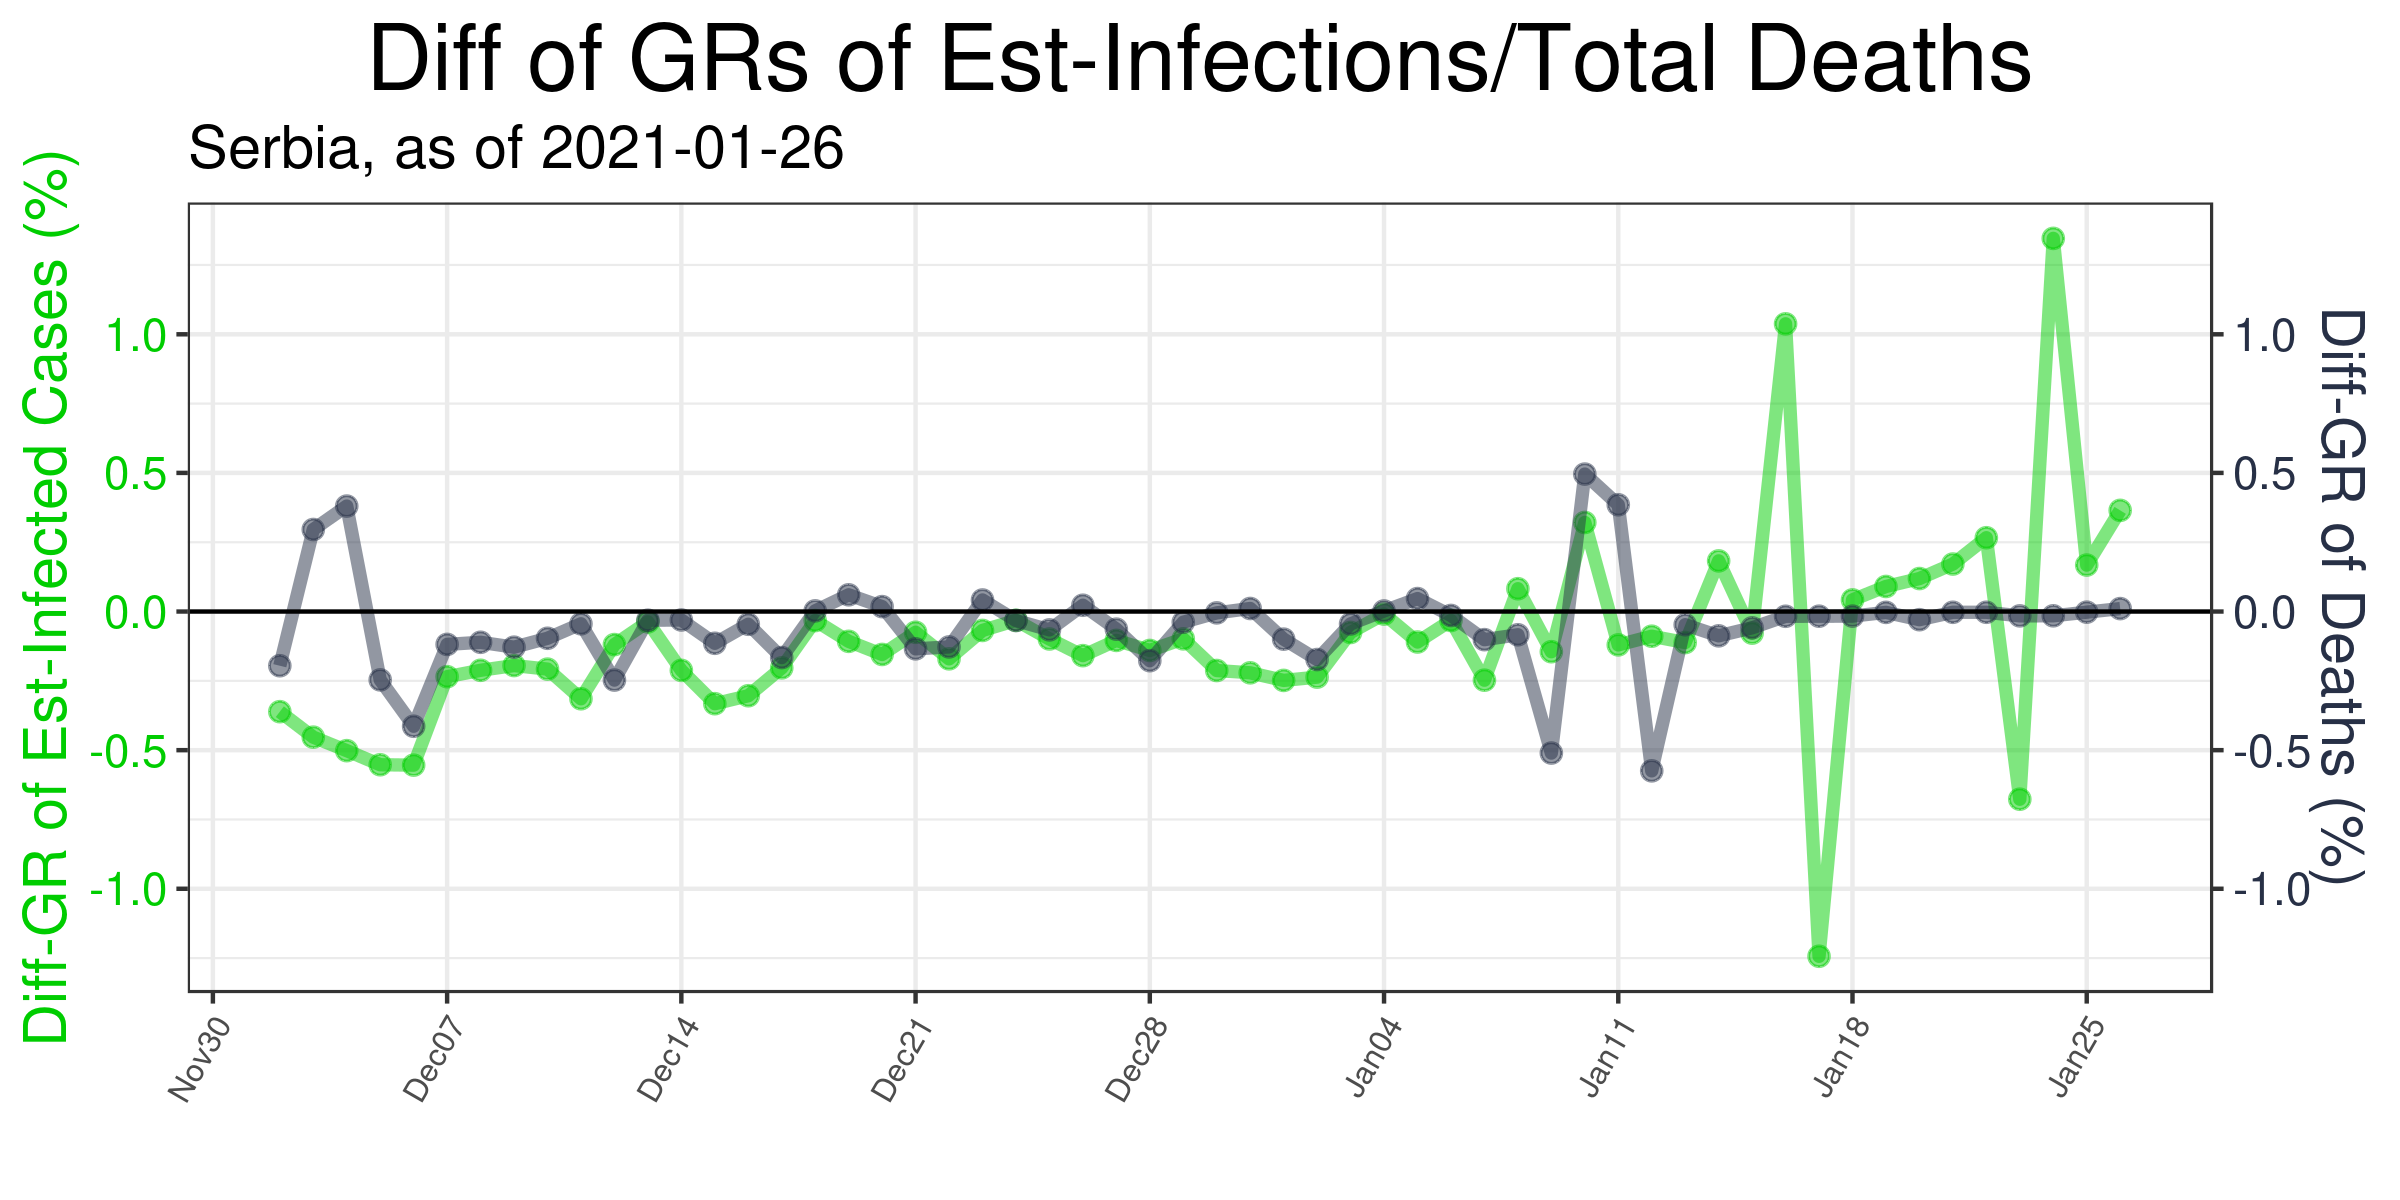 Diff of GRs of Est-Infections/Total Deaths
Serbia, as of 2021-01-26
Diff-GR of Est-Infected Cases (%)
1.0
0.5
0.0
-0.5
-1.0
1.0
0.5
0.0
-0.5
-1.0
Diff-GR of Deaths (%)
Nov30
Dec07
Dec14
Dec21
Dec28
Jan04
Jan11
Jan18
Jan25